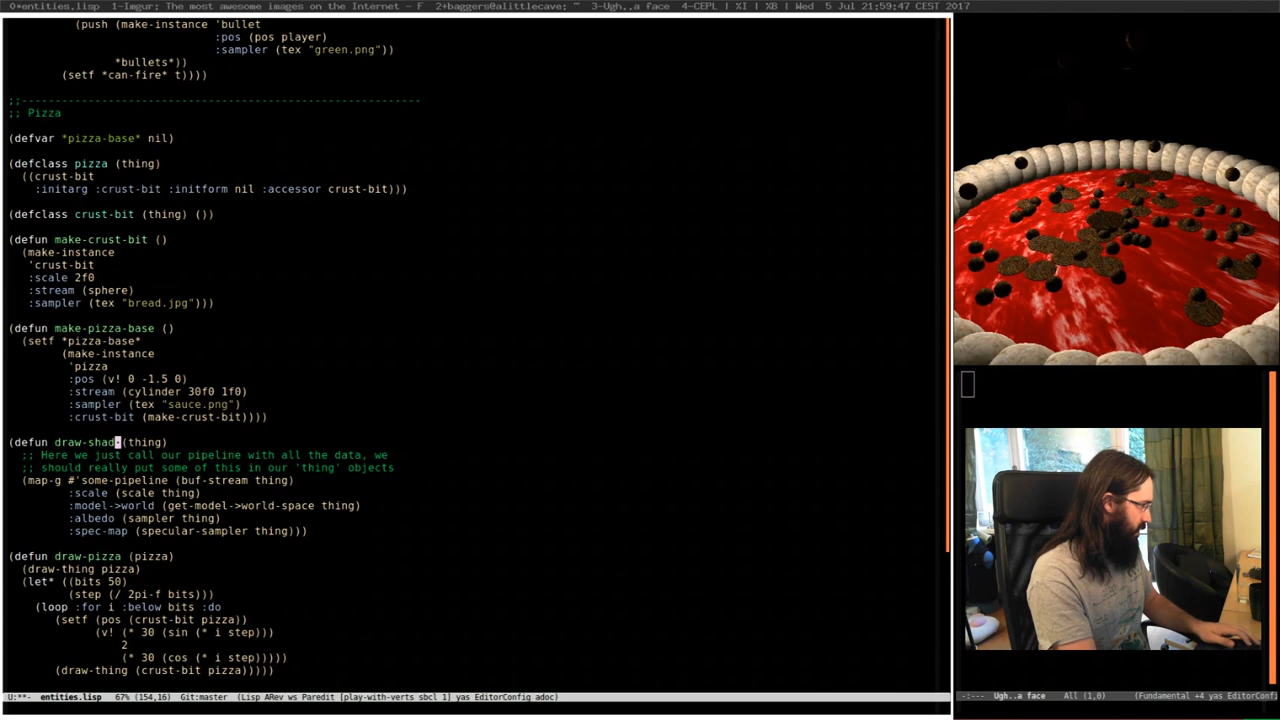 0*entities.lisp  1~Imgur: The most awesome images on the Internet - F  2+baggers@alittlecave: ~  3-Ugh,.a face  4-CEPL | XI | XB | Wed  5 Jul 21:59:47 CEST 2017
(push (make-instance 'bullet
:pos (pos player)
:sampler (tex "green.png"))
*bullets*))
(setf *can-fire* t))))
;;------------------------------------------------------------
;; Pizza
(defvar *pizza-base* nil)
(defclass pizza (thing)
((crust-bit
:initarg :crust-bit :initform nil :accessor crust-bit)))
(defclass crust-bit (thing) ())
(defun make-crust-bit ()
(make-instance
'crust-bit
:scale 2f0
:stream (sphere)
:sampler (tex "bread.jpg")))
(defun make-pizza-base ()
(setf *pizza-base*
(make-instance
'pizza
:pos (v! 0 -1.5 0)
:stream (cylinder 30f0 1f0)
:sampler (tex "sauce.png")
:crust-bit (make-crust-bit))))
(defun draw-shad (thing)
;; Here we just call our pipeline with all the data, we
;; should really put some of this in our 'thing' objects
(map-g #'some-pipeline (buf-stream thing)
:scale (scale thing)
:model->world (get-model->world-space thing)
:albedo (sampler thing)
:spec-map (specular-sampler thing)))
(defun draw-pizza (pizza)
(draw-thing pizza)
(let* ((bits 50)
(step (/ 2pi-f bits)))
(loop :for i :below bits :do
(setf (pos (crust-bit pizza))
(v! (* 30 (sin (* i step)))
2
(* 30 (cos (* i step)))))
(draw-thing (crust-bit pizza)))))
U:**-  entities.lisp   67% (154,16)   Git:master  (Lisp ARev ws Paredit [play-with-verts sbcl 1] yas EditorConfig adoc)
-:---  Ugh,.a face   All (1,0)     (Fundamental +4 yas EditorConfi